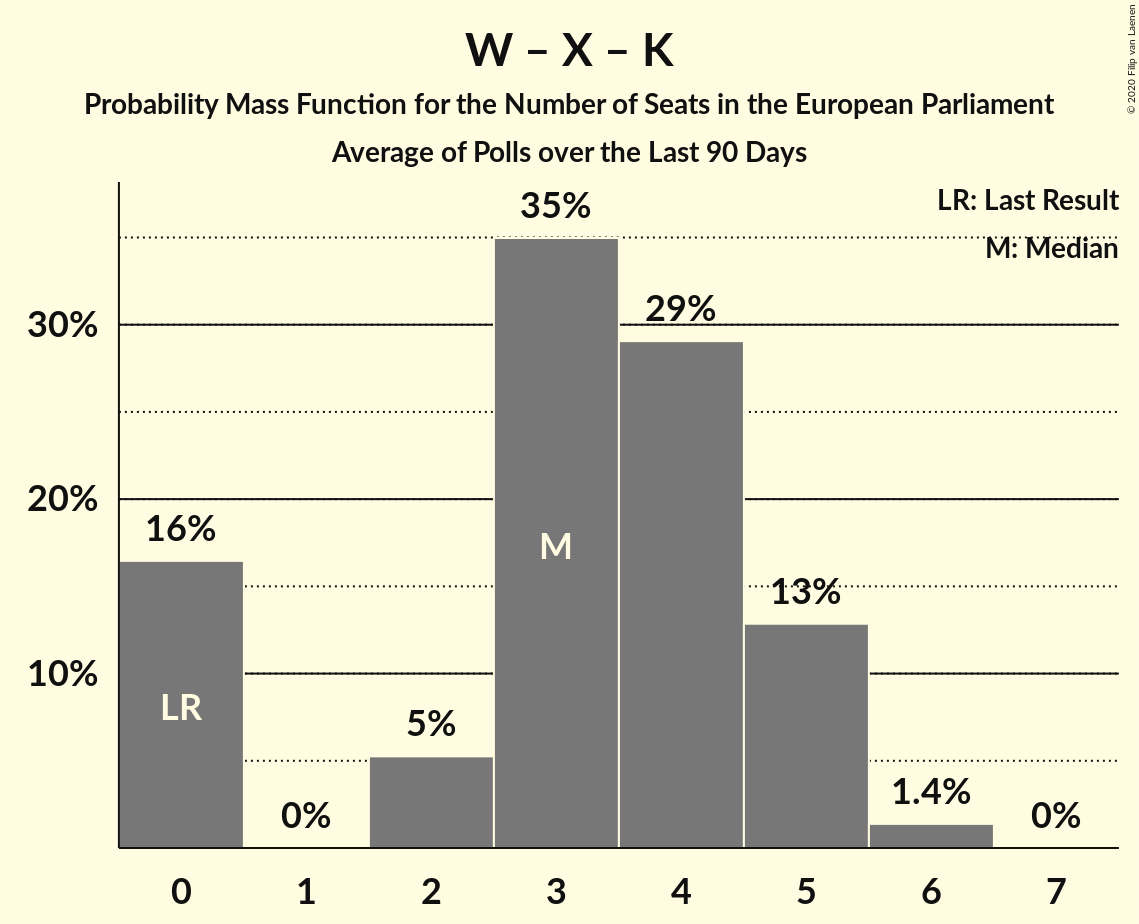 W – X – K
Probability Mass Function for the Number of Seats in the European Parliament
Average of Polls over the Last 90 Days
© 2020 Filip van Laenen
LR: Last Result
M: Median
35%
29%
30%
20%
16%
M
13%
10%
LR
5%
1.4%
0%
0%
0 1 2 3 4 5 6 7